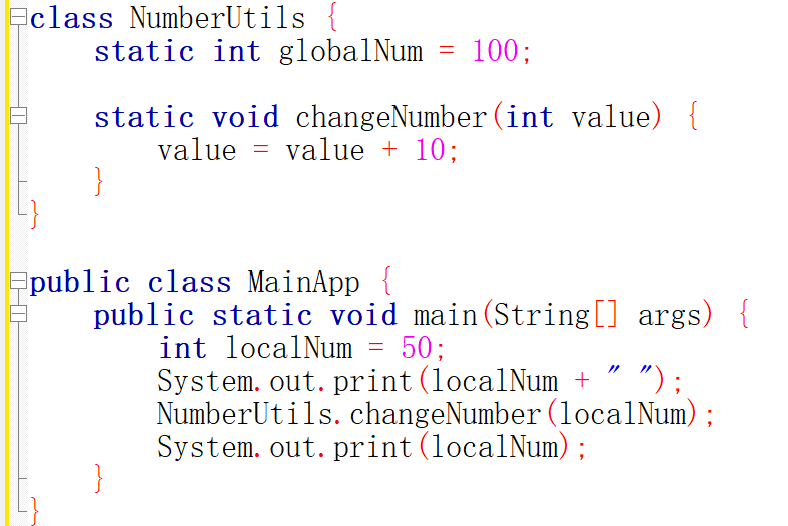 class NumberUtils {
    static int globalNum = 100;

    static void changeNumber(int value) {
        value = value + 10;
    }
}

public class MainApp {
    public static void main(String[] args) {
        int localNum = 50;
        System.out.print(localNum + " ");
        NumberUtils.changeNumber(localNum);
        System.out.print(localNum);
    }
}